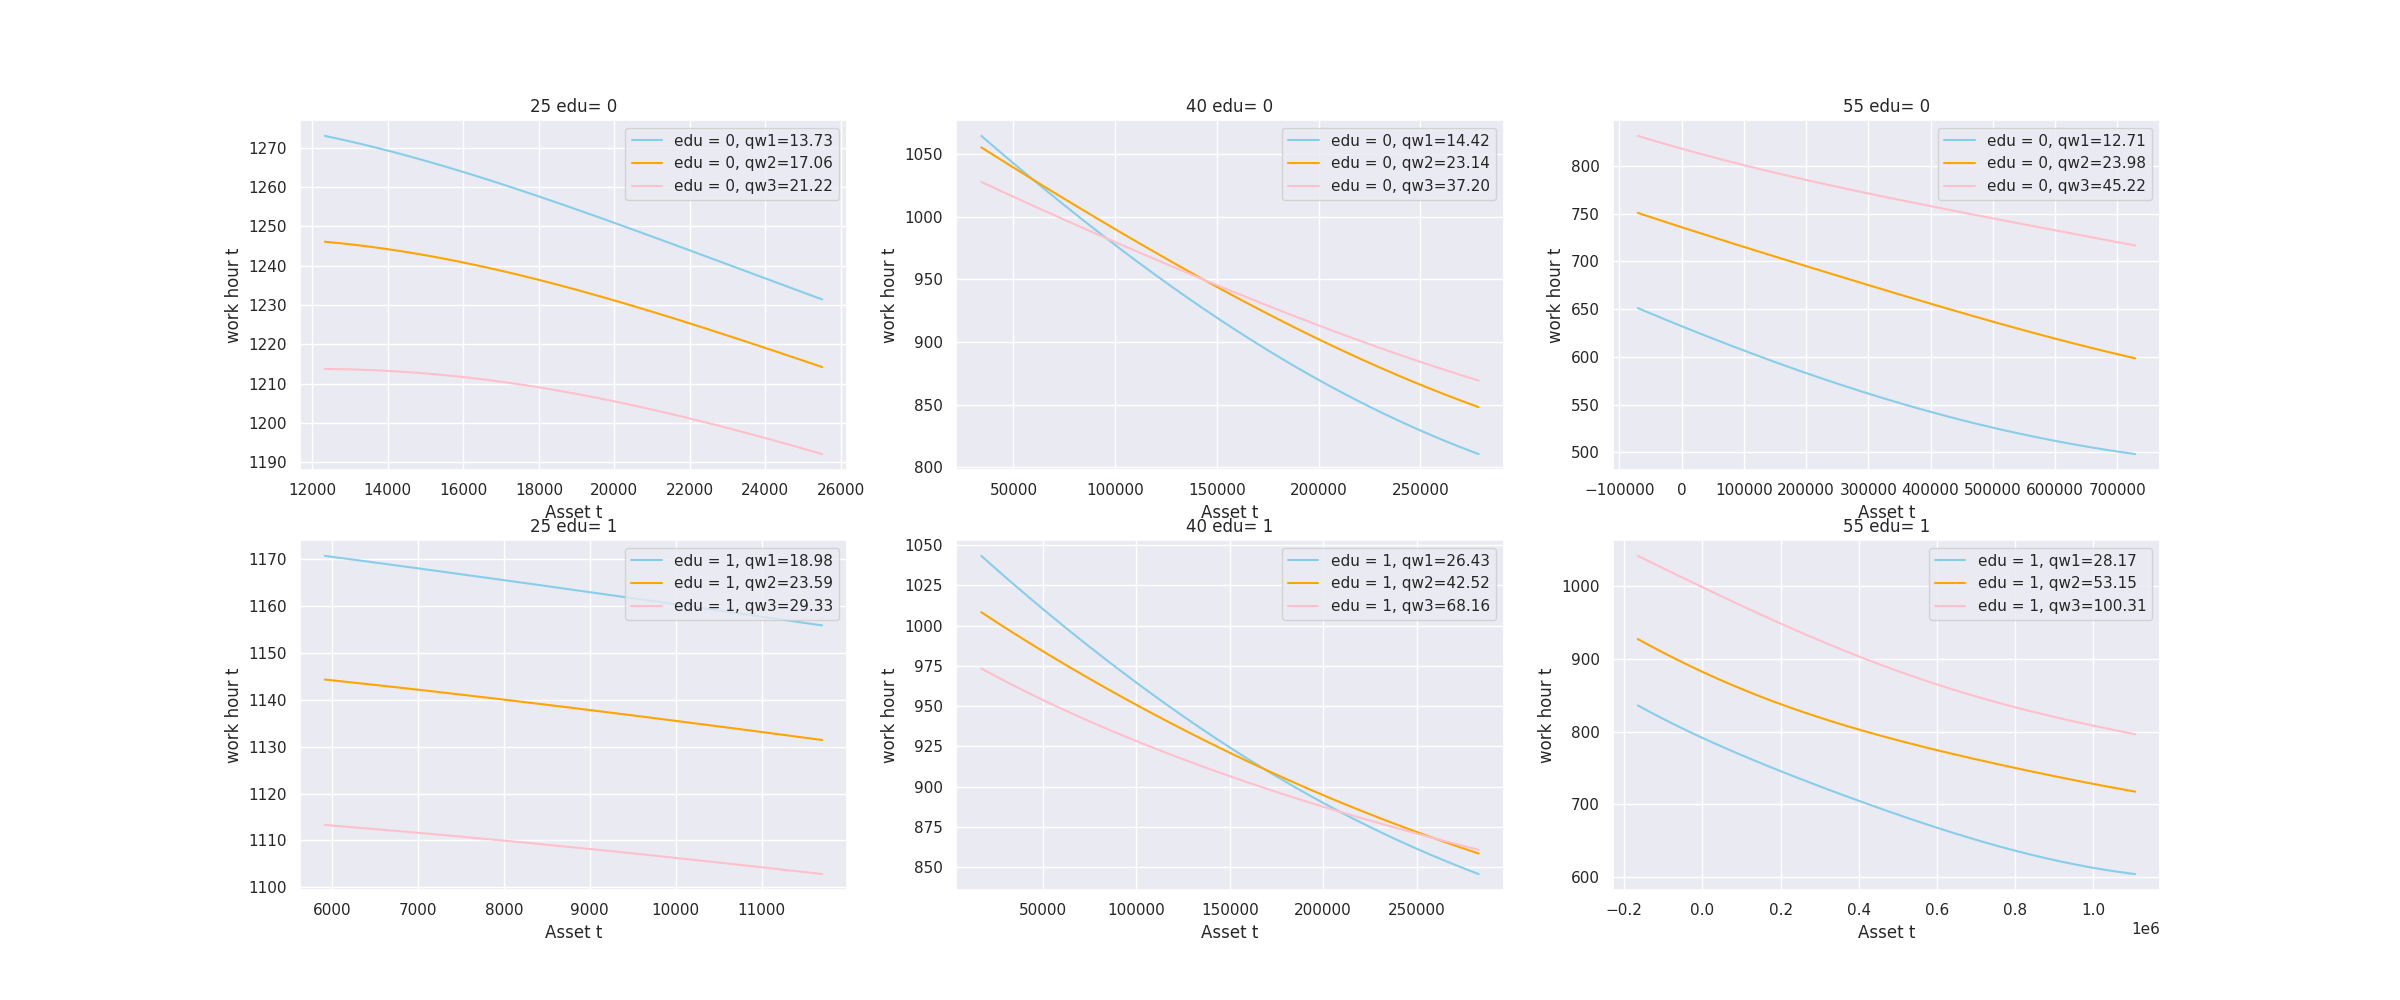 25 edu= 0
1270
1260
1250
1240
1230
1220
1210
1200
1190
work hour t
edu = 0, qw1=13.73
edu = 0, qw2=17.06
edu = 0, qw3=21.22
12000 14000 16000 18000 20000 22000 24000 26000
Asset t
40 edu= 0
1050
1000
950
900
850
800
work hour t
edu = 0, qw1=14.42
edu = 0, qw2=23.14
edu = 0, qw3=37.20
50000 100000 150000 200000 250000
Asset t
55 edu= 0
800
750
700
650
600
550
500
work hour t
edu = 0, qw1=12.71
edu = 0, qw2=23.98
edu = 0, qw3=45.22
−100000 0 100000 200000 300000 400000 500000 600000 700000
Asset t
25 edu= 1
1170
1160
1150
1140
1130
1120
1110
1100
work hour t
edu = 1, qw1=18.98
edu = 1, qw2=23.59
edu = 1, qw3=29.33
6000 7000 8000 9000 10000 11000
Asset t
40 edu= 1
1050
1025
1000
975
950
925
900
875
850
work hour t
edu = 1, qw1=26.43
edu = 1, qw2=42.52
edu = 1, qw3=68.16
50000 100000 150000 200000 250000
Asset t
55 edu= 1
1000
900
800
700
600
work hour t
edu = 1, qw1=28.17
edu = 1, qw2=53.15
edu = 1, qw3=100.31
−0.2 0.0 0.2 0.4 0.6 0.8 1.0
1e6
Asset t